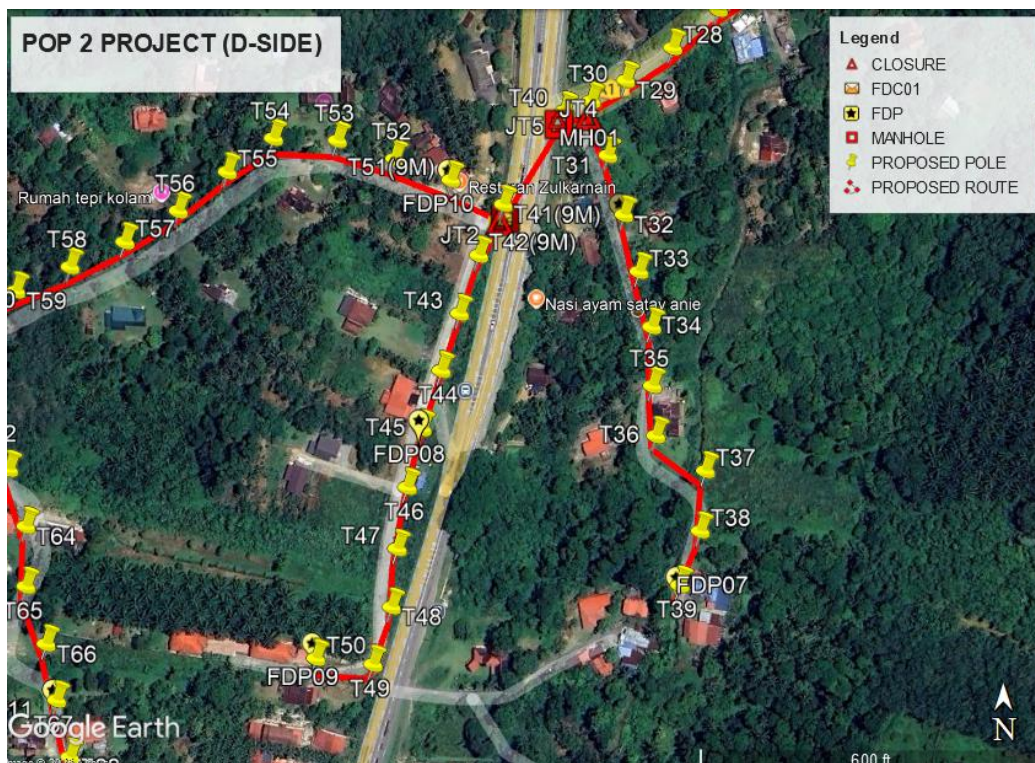 POP 2 PROJECT (D-SIDE)
Legend
CLOSURE
FDC01
FDP
MANHOLE
PROPOSED POLE
PROPOSED ROUTE
T28
T30
T29
T40
JT4
JT5
MH01
T31
T54
T53
T52
T55
T51(9M)
Rumah tepi kolam
T56
FDP10
T32
T41(9M)
T57
JT2
T42(9M)
T58
T33
T59
T43
Nasi ayam satay anie
T34
T35
T44
T45
T36
FDP08
T37
T46
T64
T38
T47
T65
FDP07
T39
T48
T66
T50
FDP09
T49
T67
Google Earth
N
600 ft